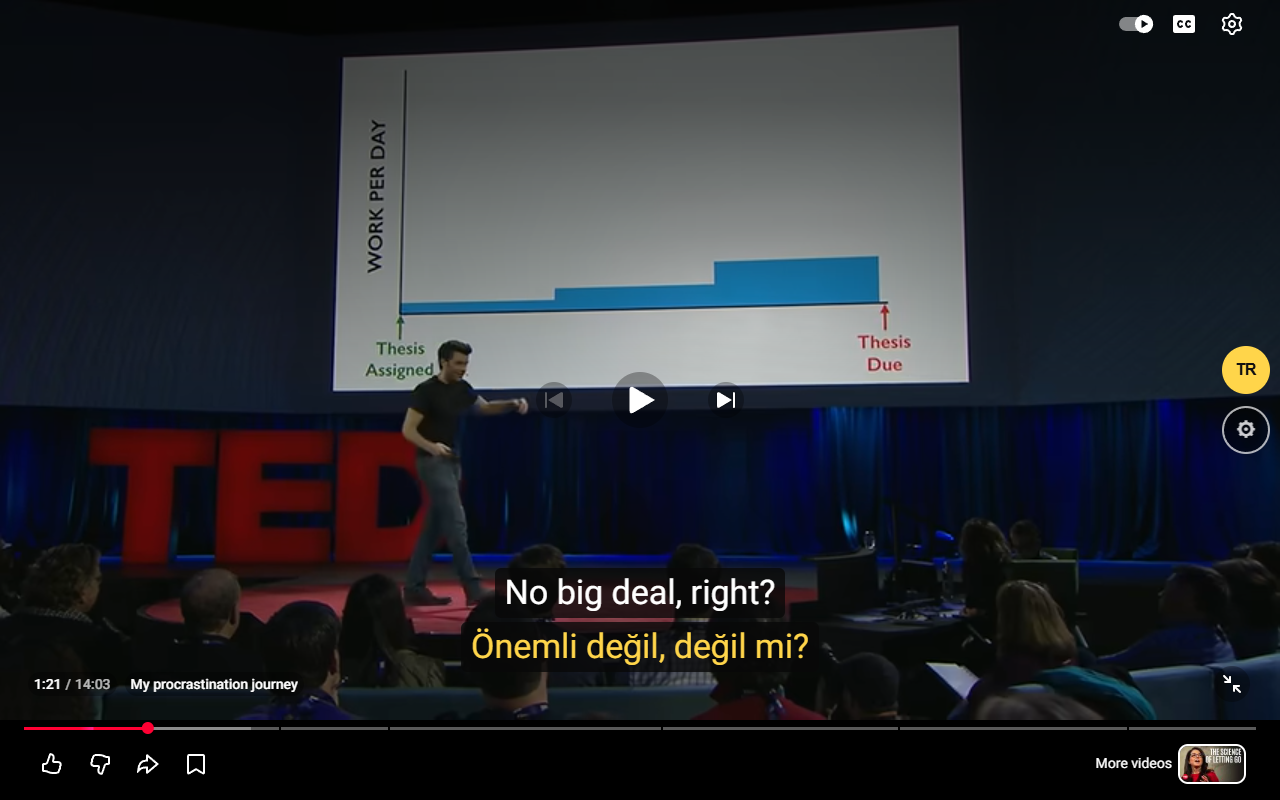 CC
WORK PER DAY
Thesis
Assigned
Thesis
Due
TR
TED
No big deal, right?
Önemli değil, değil mi?
1:21 / 14:03 My procrastination journey
More videos
THE SCIENCE
OF LETTING GO